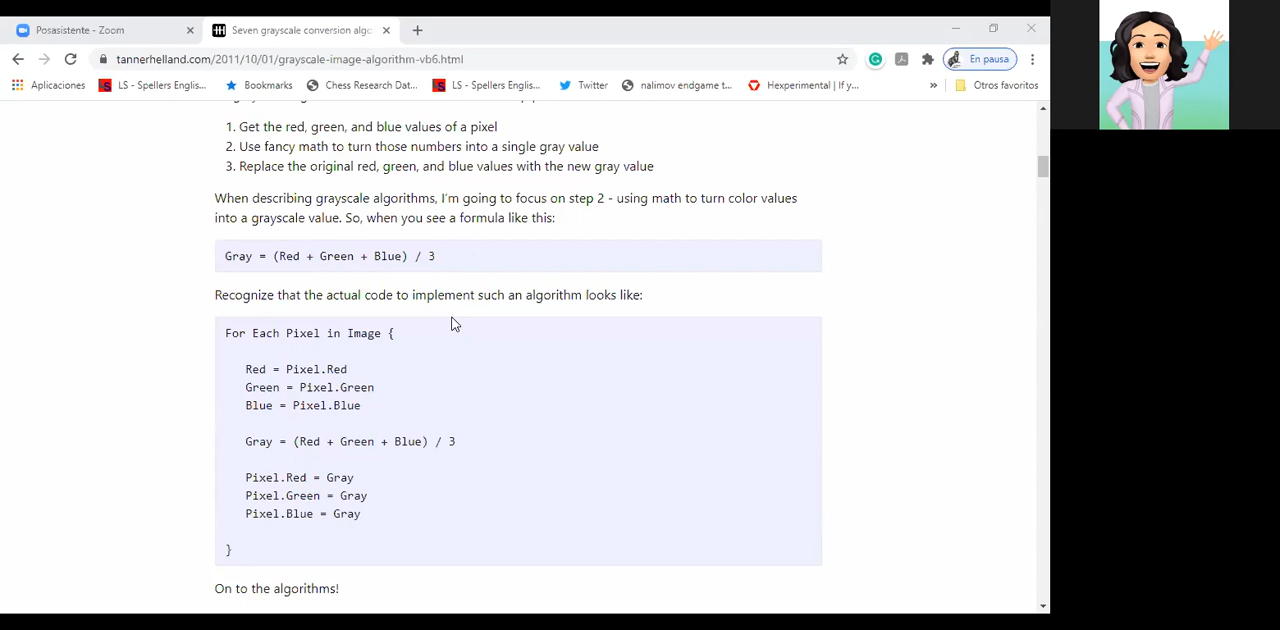 Posasistente - Zoom
Seven grayscale conversion algo
tannerhelland.com/2011/10/01/grayscale-image-algorithm-vb6.html
En pausa
Aplicaciones
LS - Spellers Englis...
Bookmarks
Chess Research Dat...
LS - Spellers Englis...
Twitter
nalimov endgame t...
Hexperimental | If y...
»
Otros favoritos
1. Get the red, green, and blue values of a pixel
2. Use fancy math to turn those numbers into a single gray value
3. Replace the original red, green, and blue values with the new gray value
When describing grayscale algorithms, I'm going to focus on step 2 - using math to turn color values
into a grayscale value. So, when you see a formula like this:
Gray = (Red + Green + Blue) / 3
Recognize that the actual code to implement such an algorithm looks like:
For Each Pixel in Image {
Red = Pixel.Red
Green = Pixel.Green
Blue = Pixel.Blue
Gray = (Red + Green + Blue) / 3
Pixel.Red = Gray
Pixel.Green = Gray
Pixel.Blue = Gray
}
On to the algorithms!